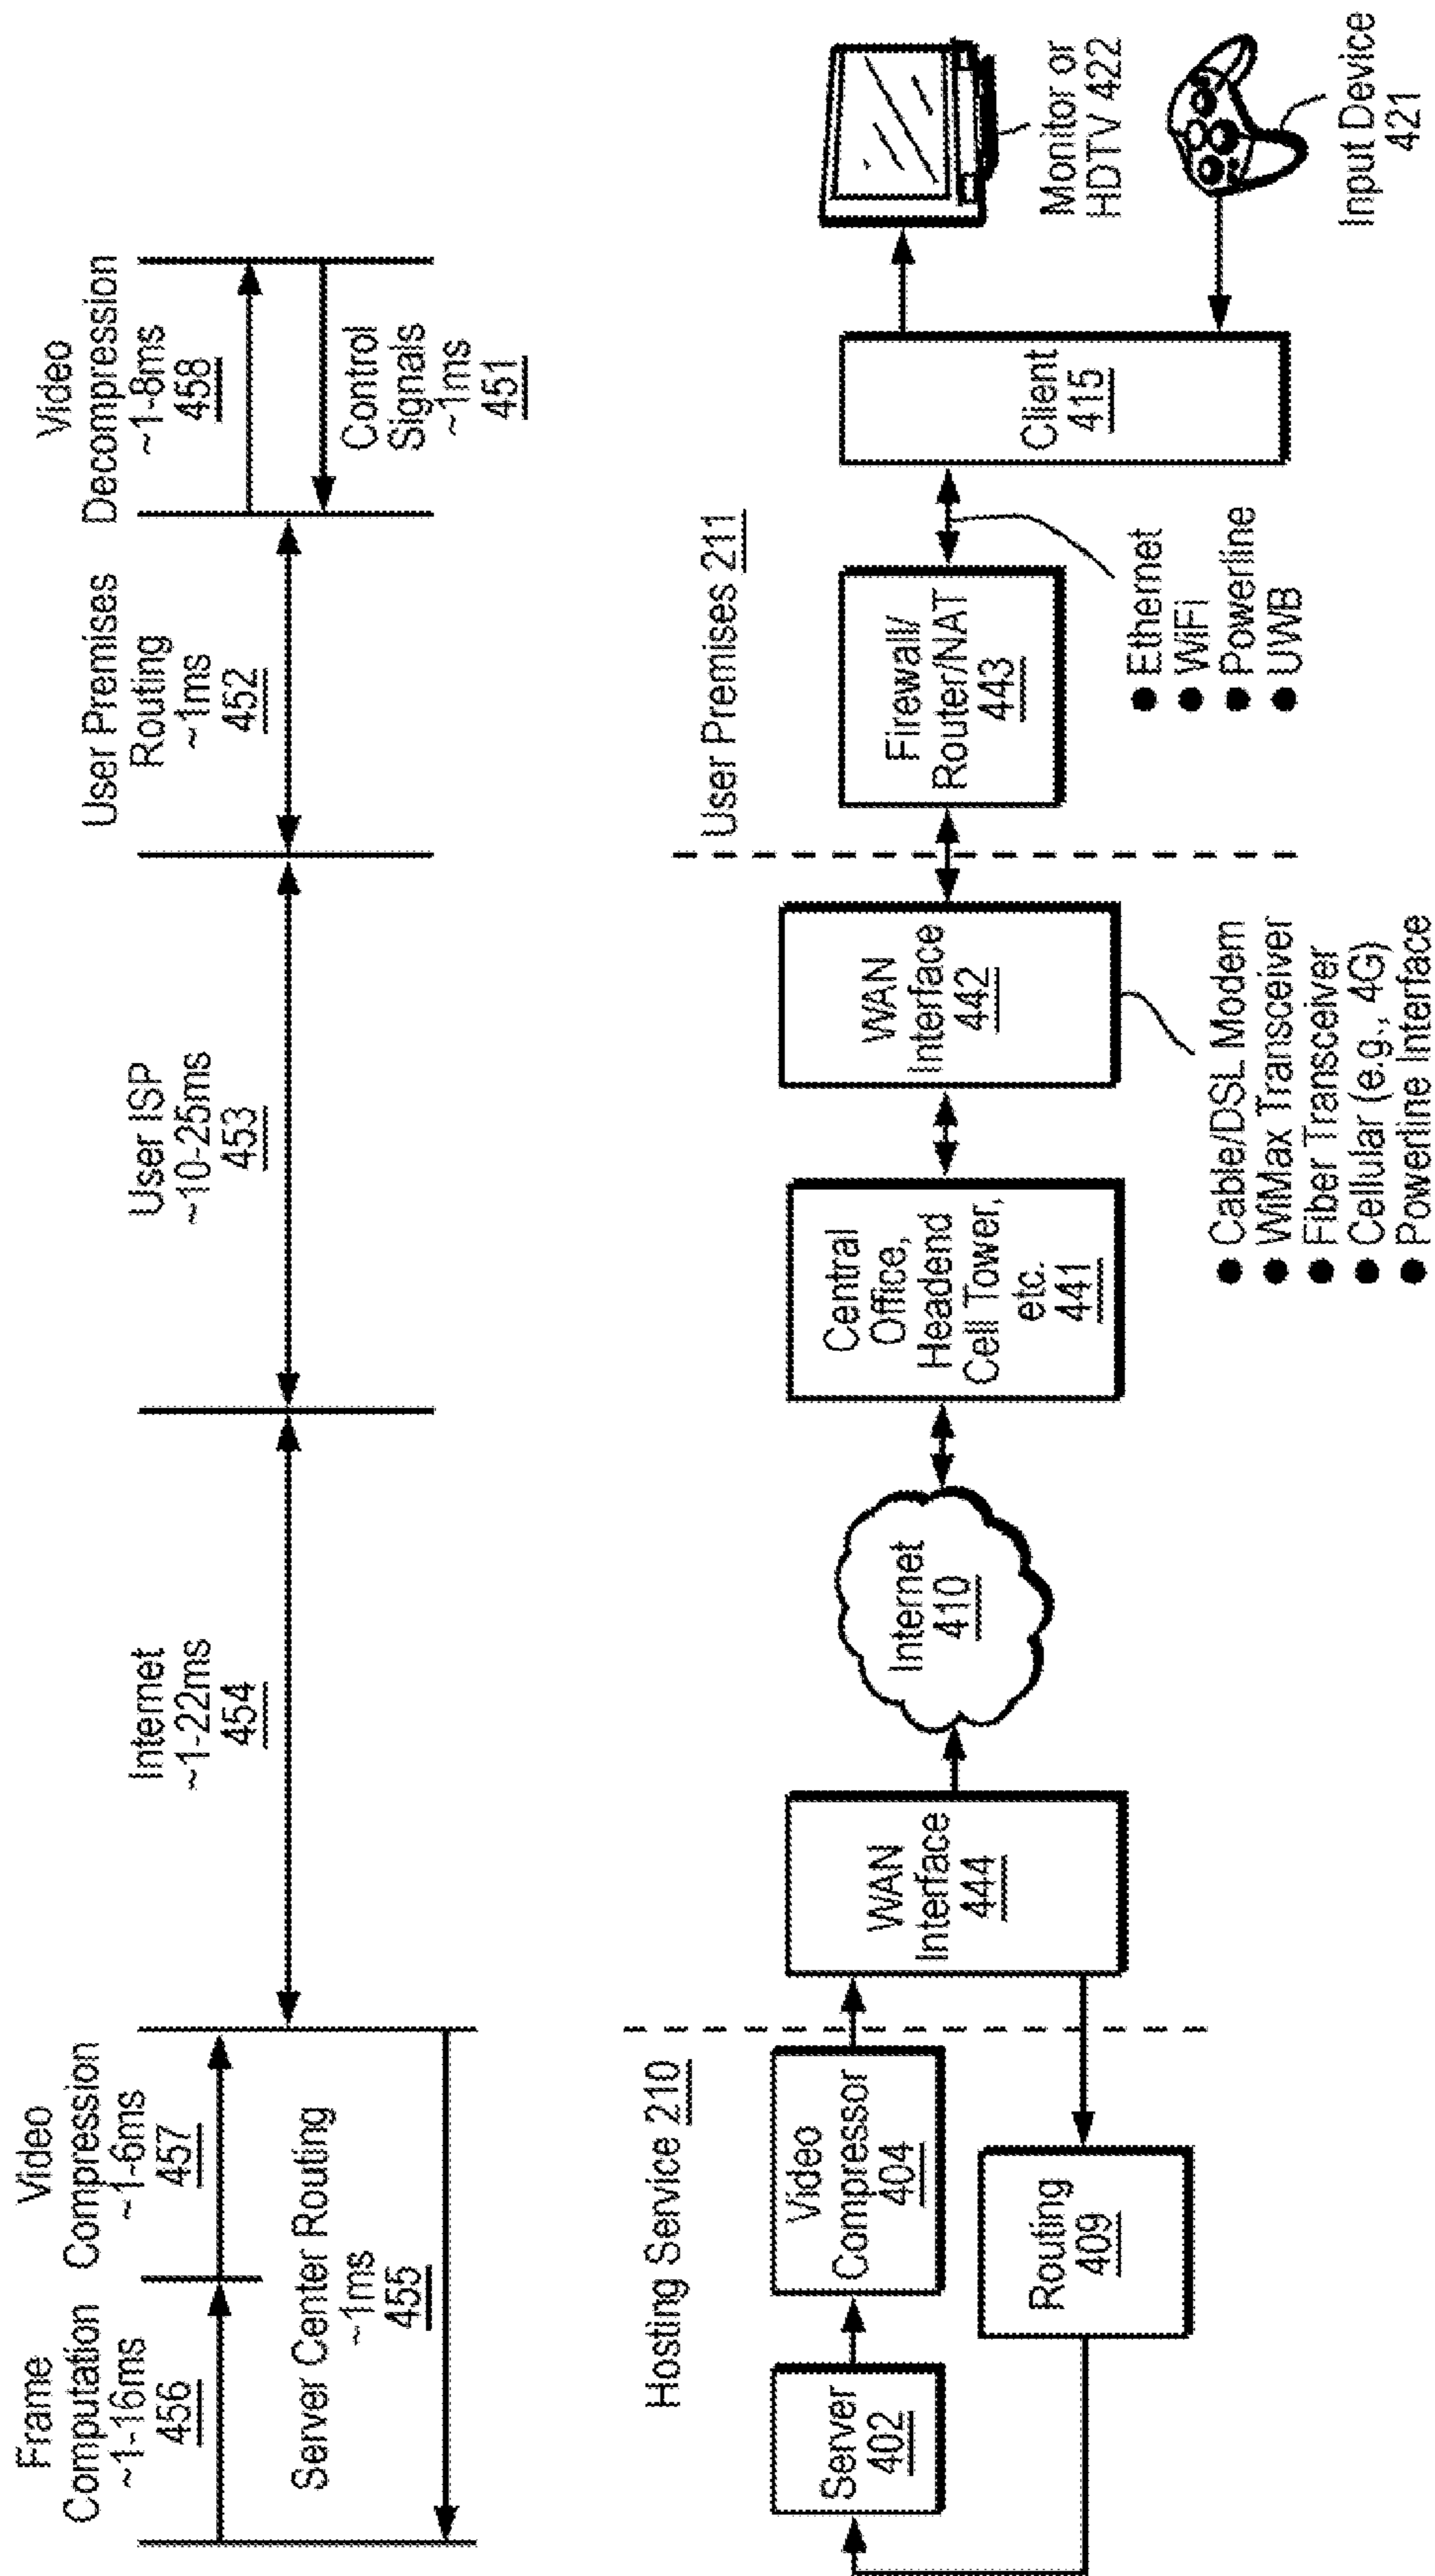 Frame
Computation
~1-16ms
456
Video
Compression
~1-6ms
457
Server Center Routing
~1ms
455
Internet
~1-22ms
454
User ISP
~10-25ms
453
User Premises
Routing
~1ms
452
Video
Decompression
~1-8ms
458
Control
Signals
~1ms
451
Hosting Service 210
Server
402
Video
Compressor
404
Routing
409
WAN
Interface
444
Internet
410
Central
Office,
Headend
Cell Tower,
etc.
441
WAN
Interface
442
● Cable/DSL Modem
● WiMax Transceiver
● Fiber Transceiver
● Cellular (e.g., 4G)
● Powerline Interface
User Premises 211
Firewall/
Router/NAT
443
● Ethernet
● WiFi
● Powerline
● UWB
Client
415
Monitor or
HDTV 422
Input Device
421